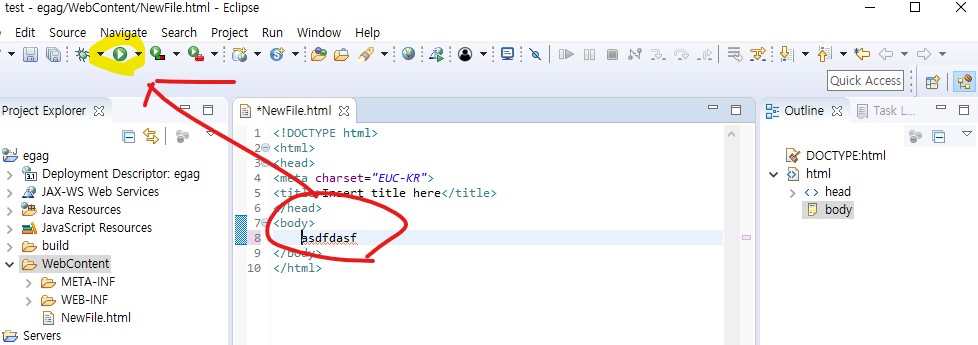 test - egag/WebContent/NewFile.html - Eclipse
Edit Source Navigate Search Project Run Window Help
Quick Access
Project Explorer
egag
Deployment Descriptor: egag
JAX-WS Web Services
Java Resources
JavaScript Resources
build
WebContent
META-INF
WEB-INF
NewFile.html
Servers
*NewFile.html
1 <!DOCTYPE html>
2 <html>
3 <head>
4 <meta charset="EUC-KR">
5 <title>Insert title here</title>
6 </head>
7 <body>
8 asdfdasf
9 </body>
10 </html>
Outline
Task L...
DOCTYPE:html
html
head
body